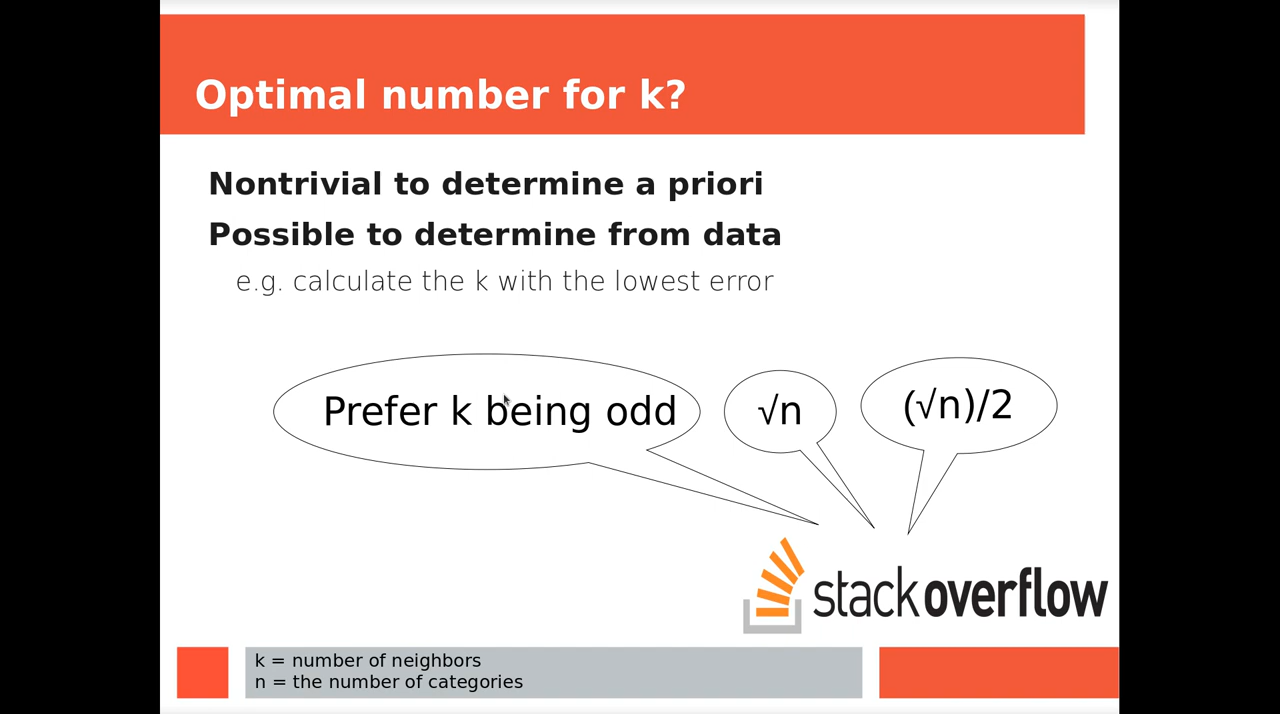 Optimal number for k?
Nontrivial to determine a priori
Possible to determine from data
e.g. calculate the k with the lowest error
Prefer k being odd
√n
(√n)/2
stackoverflow
k = number of neighbors
n = the number of categories